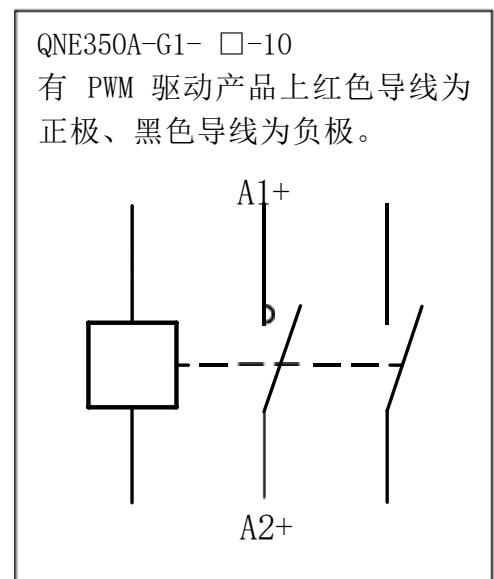 QNE350A-G1- □-10
有 PWM 驱动产品上红色导线为
正极、黑色导线为负极。
A1+
A2+